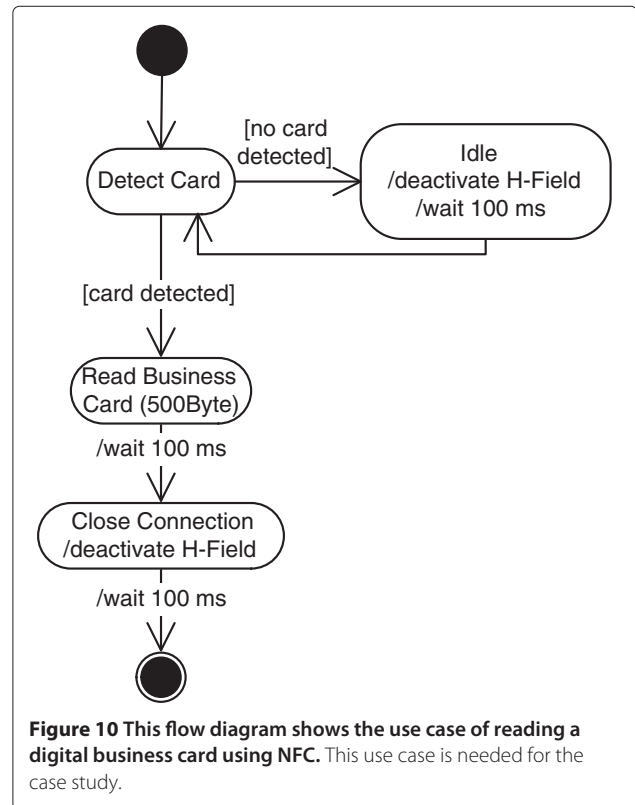 [no card
detected]
Idle
/deactivate H-Field
/wait 100 ms
Detect Card
[card detected]
Read Business
Card (500Byte)
/wait 100 ms
Close Connection
/deactivate H-Field
/wait 100 ms
Figure 10 This flow diagram shows the use case of reading a
digital business card using NFC. This use case is needed for the
case study.